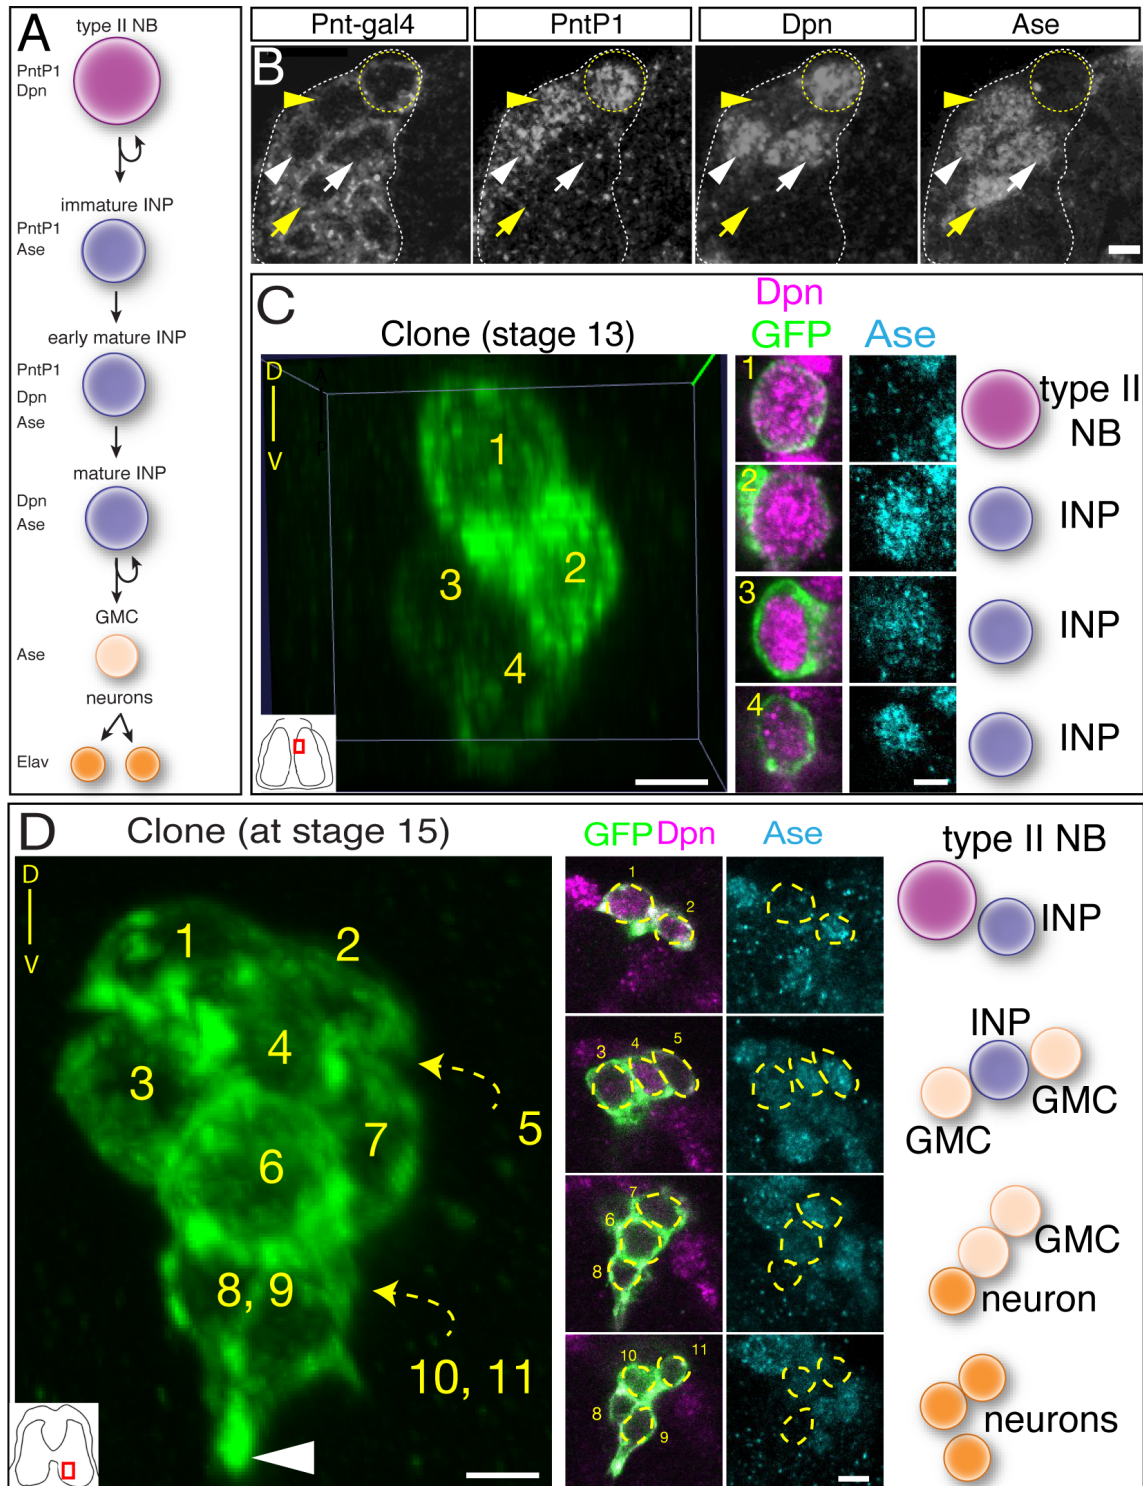 A
type II NB
PntP1
Dpn
immature INP
PntP1
Ase
early mature INP
PntP1
Dpn
Ase
mature INP
Dpn
Ase
GMC
Ase
neurons
Elav
Pnt-gal4
PntP1
Dpn
Ase
B
C
Clone (stage 13)
Dpn
GFP
Ase
D
V
1
2
3
4
1
type II
NB
2
INP
3
INP
4
INP
D
Clone (at stage 15)
GFP Dpn
Ase
D
V
1
2
3
4
5
6
7
8, 9
10, 11
1
2
type II NB
INP
3
4
5
INP
GMC
GMC
7
6
8
GMC
neuron
10
11
8
9
neurons